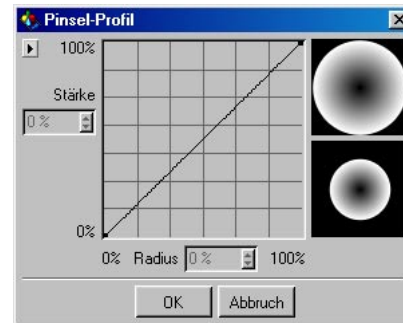 Pinsel-Profil
100%
Stärke
0 %
0%
0% Radius 0 % 100%
OK Abbruch